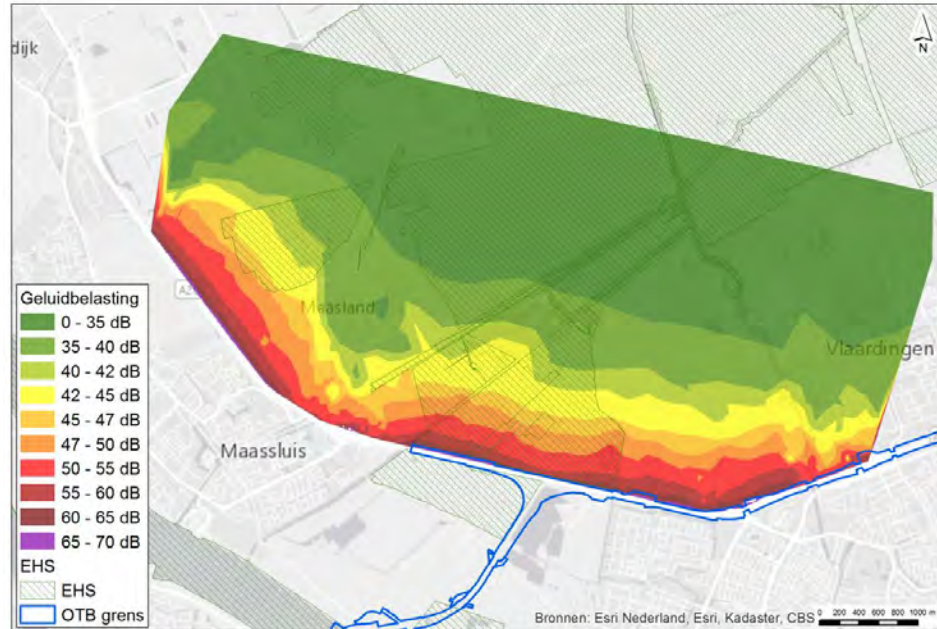 dijk
N
Maasland
Vlaardingen
Maassluis
Geluidbelasting
0 - 35 dB
35 - 40 dB
40 - 42 dB
42 - 45 dB
45 - 47 dB
47 - 50 dB
50 - 55 dB
55 - 60 dB
60 - 65 dB
65 - 70 dB
EHS
EHS
OTB grens
Bronnen: Esri Nederland, Esri, Kadaster, CBS
0 200 400 600 800 1000 m